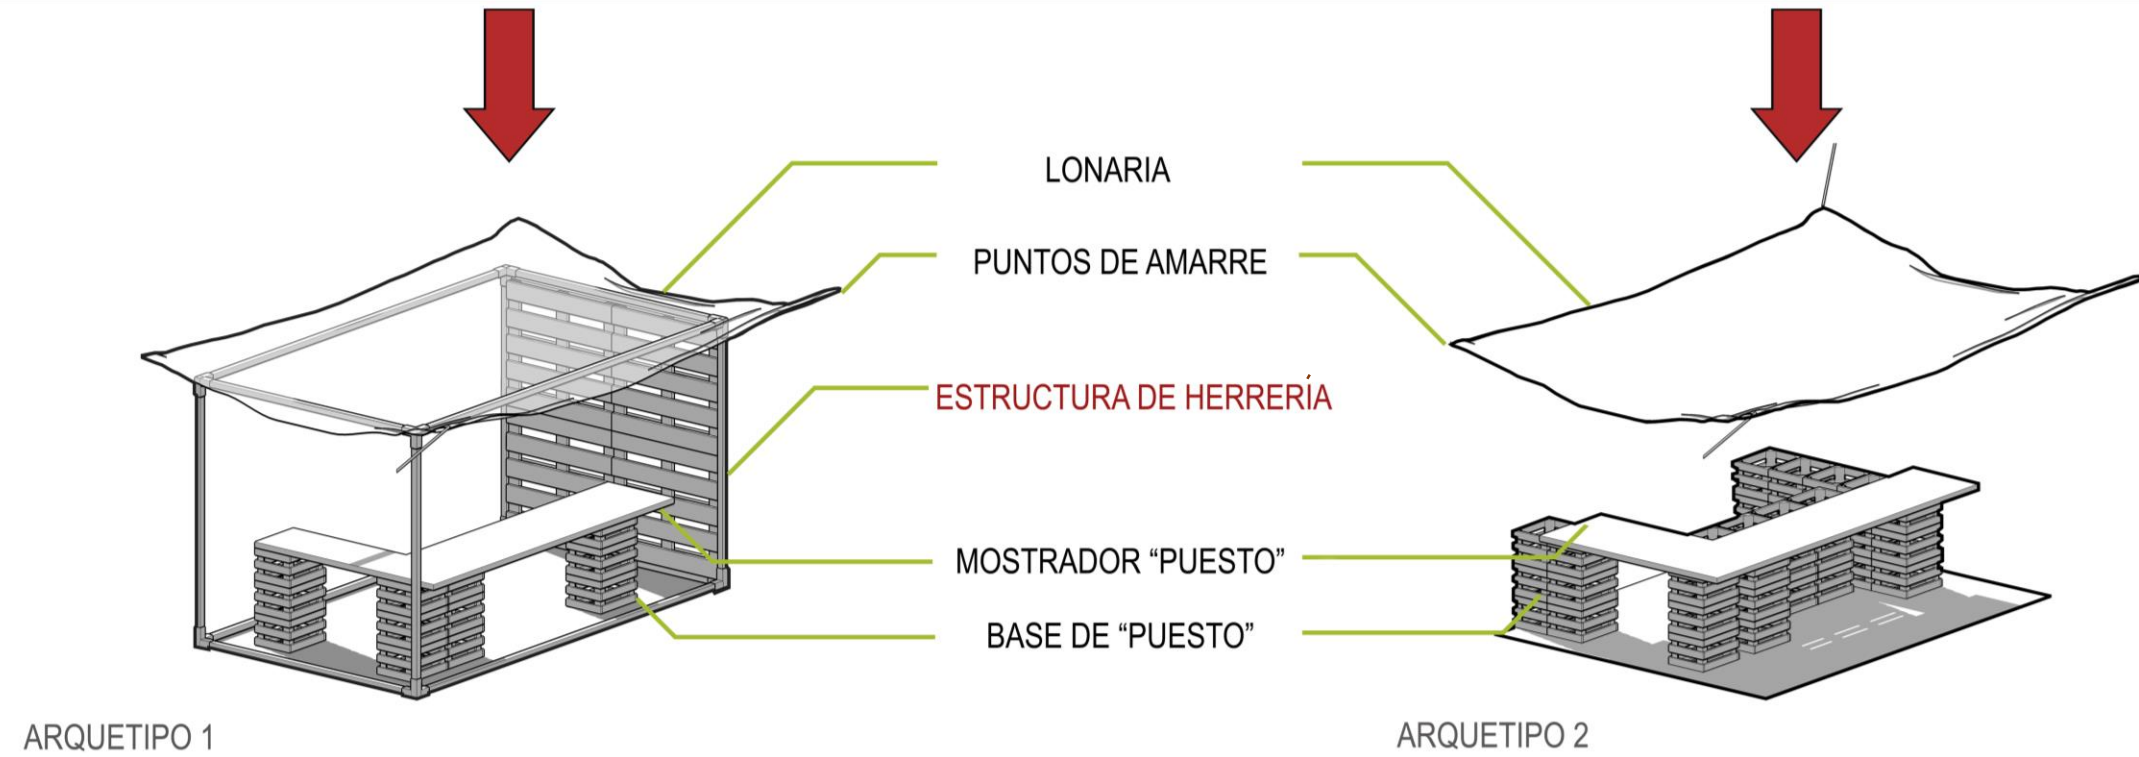 LONARIA
PUNTOS DE AMARRE
ESTRUCTURA DE HERRERÍA
MOSTRADOR “PUESTO”
BASE DE “PUESTO”
ARQUETIPO 1
ARQUETIPO 2